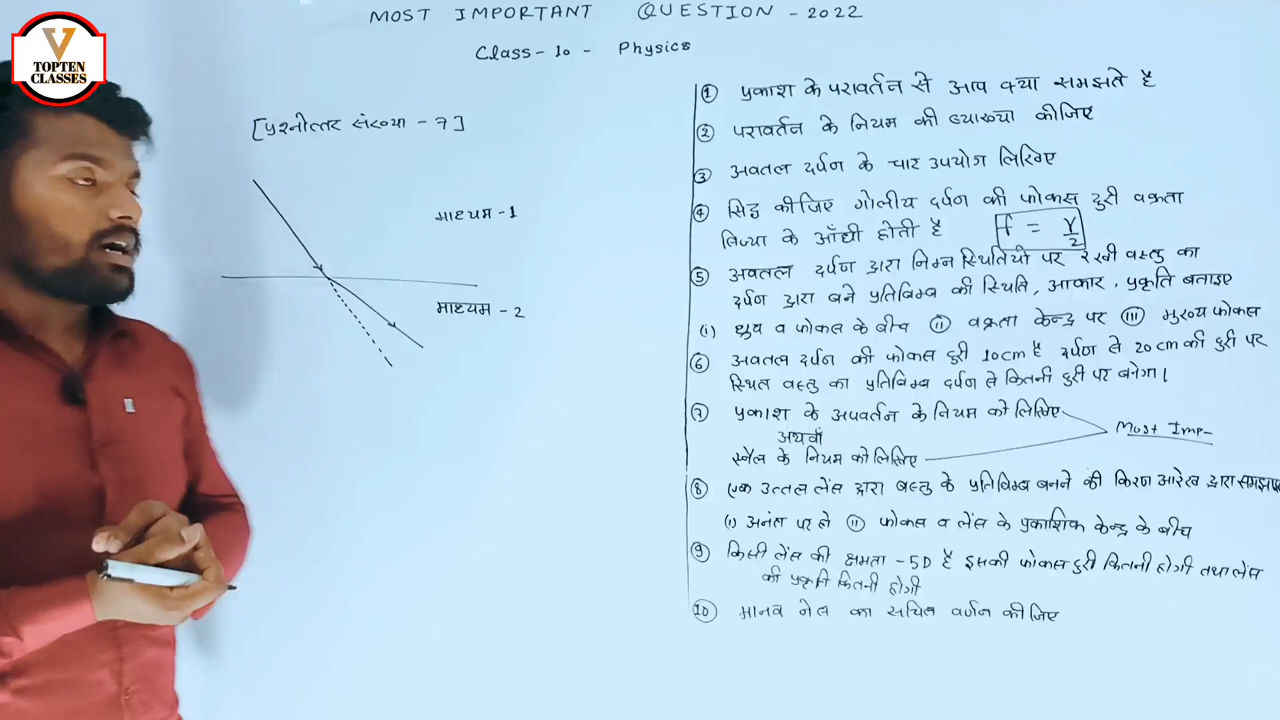 MOST IMPORTANT QUESTION - 2022
Class - 10 - Physics
V
TOPTEN
CLASSES
[प्रश्नोत्तर संख्या - 7]
माध्यम - 1
माध्यम - 2
① प्रकाश के परावर्तन से आप क्या समझते है
② परावर्तन के नियम की व्याख्या कीजिए
③ अवतल दर्पण के चार उपयोग लिखिए
④ सिद्ध कीजिए गोलीय दर्पण की फोकस दुरी वक्रता
त्रिज्या के आँधी होती है f = r/2
⑤ अवतल दर्पण द्वारा निम्न स्थितियो पर रखी वस्तु का
दर्पण द्वारा बने प्रतिबिम्ब की स्थिति, आकार, प्रकृति बताइए
(i) ध्रुव व फोकस के बीच (ii) वक्रता केन्द्र पर (iii) मुख्य फोकस
⑥ अवतल दर्पण की फोकस दुरी 10cm है दर्पण से 20cm की दुरी पर
स्थित वस्तु का प्रतिबिम्ब दर्पण से कितनी दुरी पर बनेगा।
⑦ प्रकाश के अपवर्तन के नियम को लिखिए
अथवाँ
स्नैल के नियम को लिखिए
Most Imp -
⑧ एक उत्तल लेंस द्वारा वस्तु के प्रतिबिम्ब बनने की किरण आरेख द्वारा
(i) अनंत पर हो (ii) फोकस व लेंस के प्रकाशिक केन्द्र के बीच
⑨ किसी लेंस की क्षमता - 5D है इसकी फोकस दुरी कितनी होगी तथा लेंस
की प्रकृति कितनी होगी
⑩ मानव नेत्र का सचित्र वर्णन कीजिए